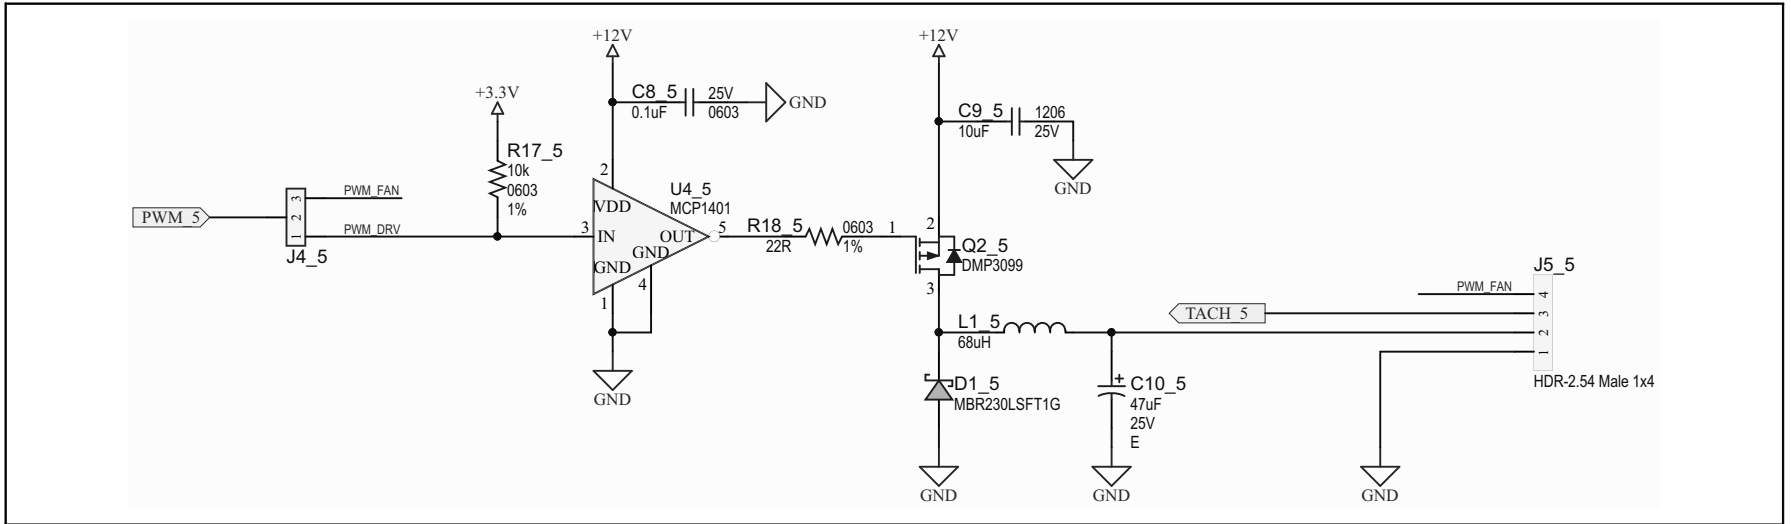 +12V
+12V
+3.3V
C8_5
25V
GND
0.1uF
0603
C9_5
1206
10uF
25V
GND
R17_5
10k
0603
1%
2
U4_5
MCP1401
PWM_5
3
PWM_FAN
2
1
PWM_DRV
J4_5
VDD
3
IN
OUT
5
GND
GND
1
4
GND
R18_5
0603
22R
1%
1
2
Q2_5
DMP3099
3
L1_5
68uH
D1_5
MBR230LSFT1G
GND
C10_5
+
47uF
25V
E
GND
TACH_5
J5_5
PWM_FAN
4
3
2
1
HDR-2.54 Male 1x4
GND